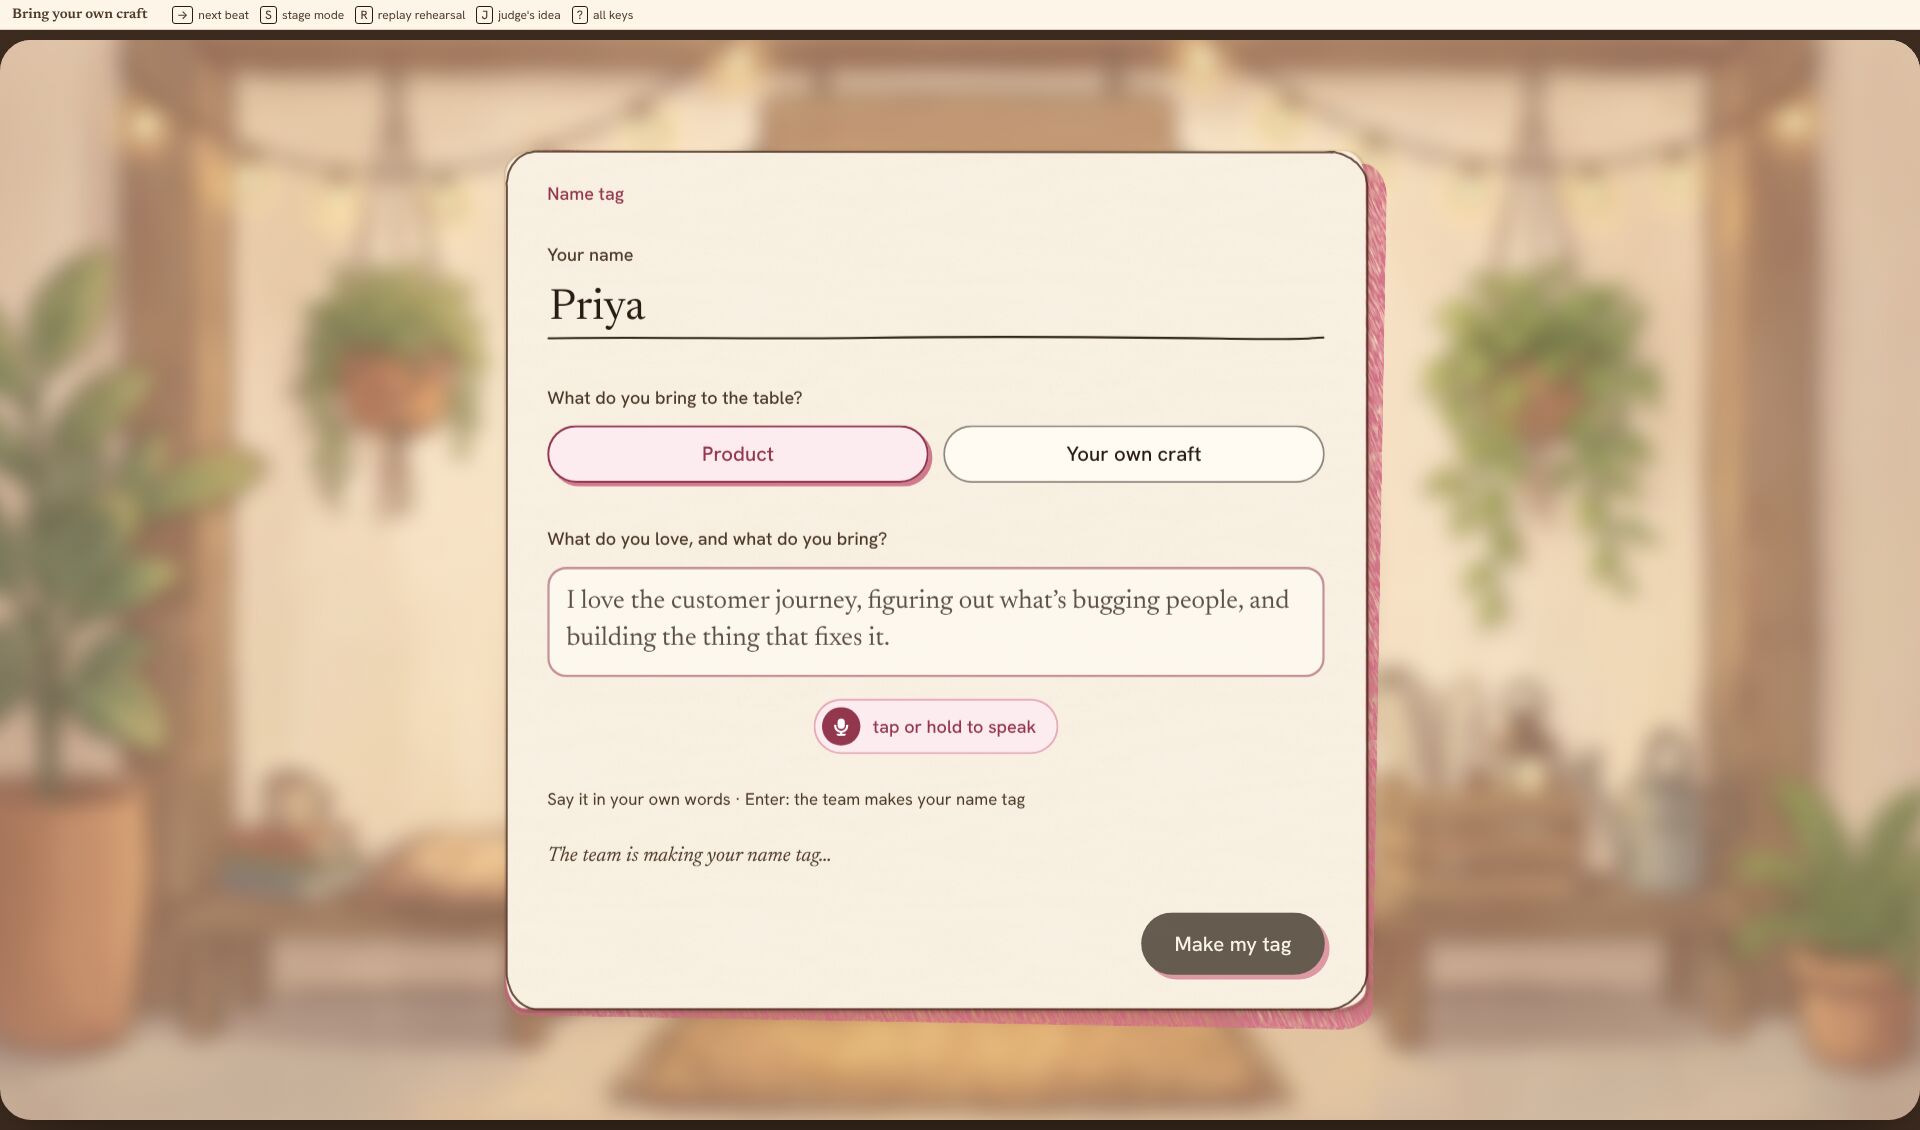 Bring your own craft → next beat S stage mode R replay rehearsal J judge's idea ? all keys
Name tag
Your name
Priya
What do you bring to the table?
Product Your own craft
What do you love, and what do you bring?
I love the customer journey, figuring out what’s bugging people, and
building the thing that fixes it.
tap or hold to speak
Say it in your own words · Enter: the team makes your name tag
The team is making your name tag...
Make my tag